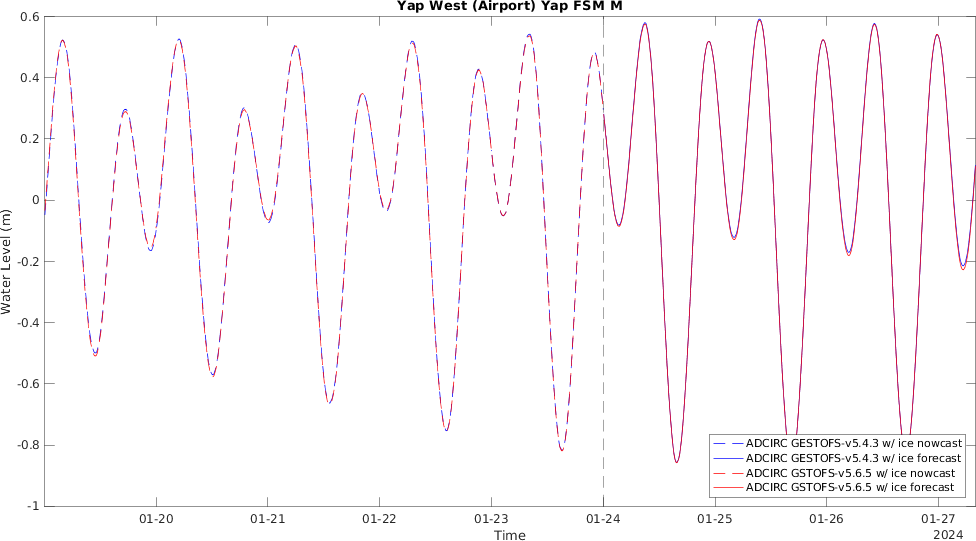 Yap West (Airport) Yap FSM M
Water Level (m)
0.6
0.4
0.2
0
-0.2
-0.4
-0.6
-0.8
-1
01-20
01-21
01-22
01-23
01-24
01-25
01-26
01-27
Time
2024
ADCIRC GESTOFS-v5.4.3 w/ ice nowcast
ADCIRC GESTOFS-v5.4.3 w/ ice forecast
ADCIRC GSTOFS-v5.6.5 w/ ice nowcast
ADCIRC GSTOFS-v5.6.5 w/ ice forecast